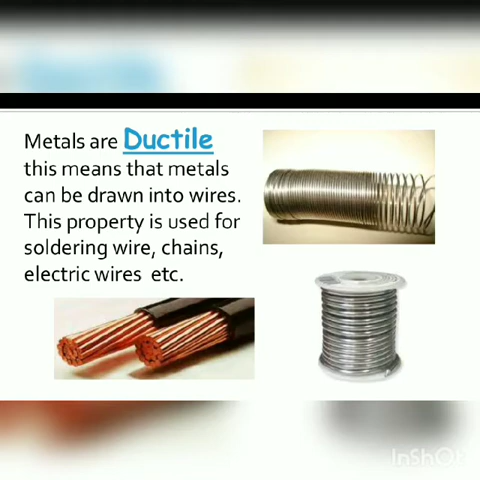 Metals are Ductile
this means that metals
can be drawn into wires.
This property is used for
soldering wire, chains,
electric wires etc.
InShOt